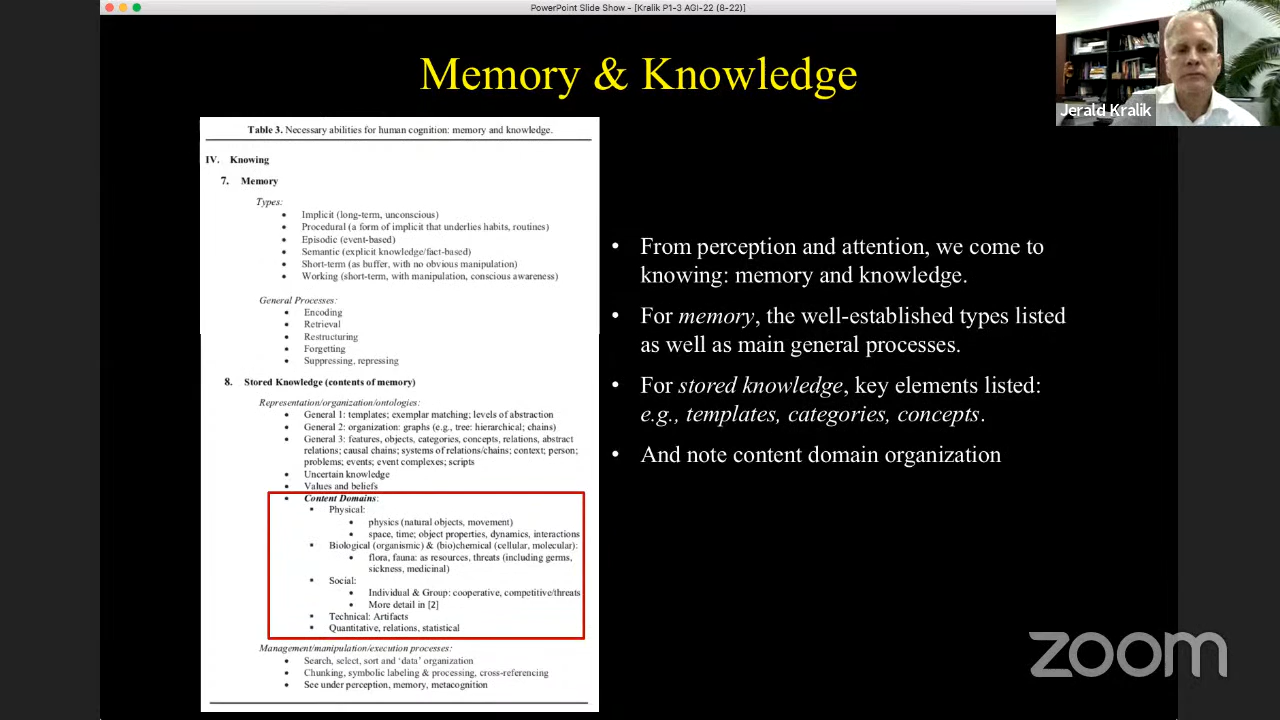 PowerPoint Slide Show - [Kralik P1-3 AGI-22 (8-22)]
Jerald Kralik
Memory & Knowledge
Table 3. Necessary abilities for human cognition: memory and knowledge.
IV. Knowing
7. Memory
Types:
• Implicit (long-term, unconscious)
• Procedural (a form of implicit that underlies habits, routines)
• Episodic (event-based)
• Semantic (explicit knowledge/fact-based)
• Short-term (as buffer, with no obvious manipulation)
• Working (short-term, with manipulation, conscious awareness)
General Processes:
• Encoding
• Retrieval
• Restructuring
• Forgetting
• Suppressing, repressing
8. Stored Knowledge (contents of memory)
Representation/organization/ontologies:
• General 1: templates; exemplar matching; levels of abstraction
• General 2: organization: graphs (e.g., tree: hierarchical; chains)
• General 3: features, objects, categories, concepts, relations, abstract
relations; causal chains; systems of relations/chains; context; person;
problems; events; event complexes; scripts
• Uncertain knowledge
• Values and beliefs
• Content Domains:
• Physical:
• physics (natural objects, movement)
• space, time; object properties, dynamics, interactions
• Biological (organismic) & (bio)chemical (cellular, molecular):
• flora, fauna: as resources, threats (including germs,
sickness, medicinal)
• Social:
• Individual & Group: cooperative, competitive/threats
• More detail in [2]
• Technical: Artifacts
• Quantitative, relations, statistical
Management/manipulation/execution processes:
• Search, select, sort and ‘data’ organization
• Chunking, symbolic labeling & processing, cross-referencing
• See under perception, memory, metacognition
• From perception and attention, we come to
knowing: memory and knowledge.
• For memory, the well-established types listed
as well as main general processes.
• For stored knowledge, key elements listed:
e.g., templates, categories, concepts.
• And note content domain organization
zoom